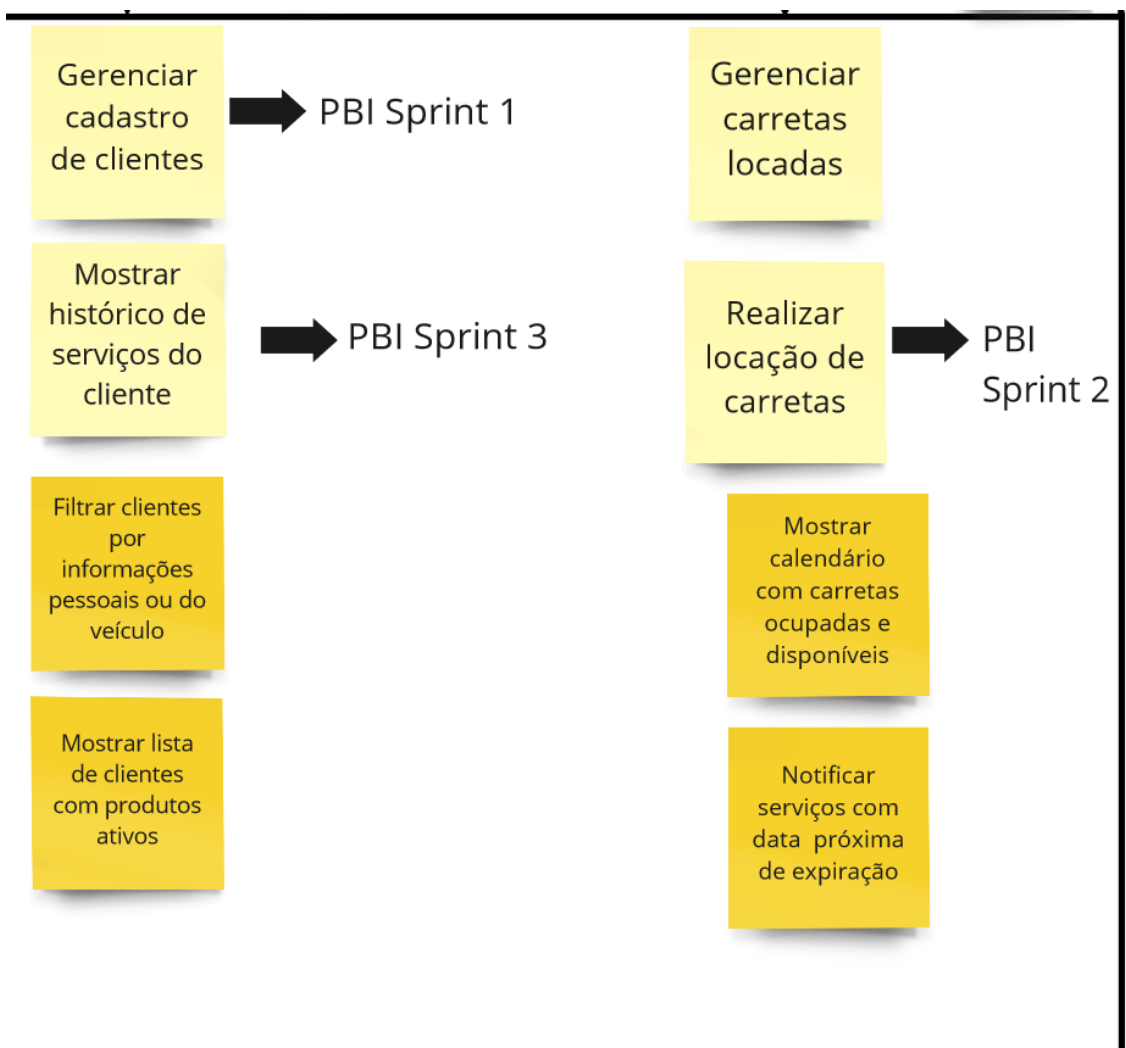 Gerenciar
cadastro
de clientes
PBI Sprint 1
Mostrar
histórico de
serviços do
cliente
PBI Sprint 3
Filtrar clientes
por
informações
pessoais ou do
veículo
Mostrar lista
de clientes
com produtos
ativos
Gerenciar
carretas
locadas
Realizar
locação de
carretas
PBI
Sprint 2
Mostrar
calendário
com carretas
ocupadas e
disponíveis
Notificar
serviços com
data próxima
de expiração